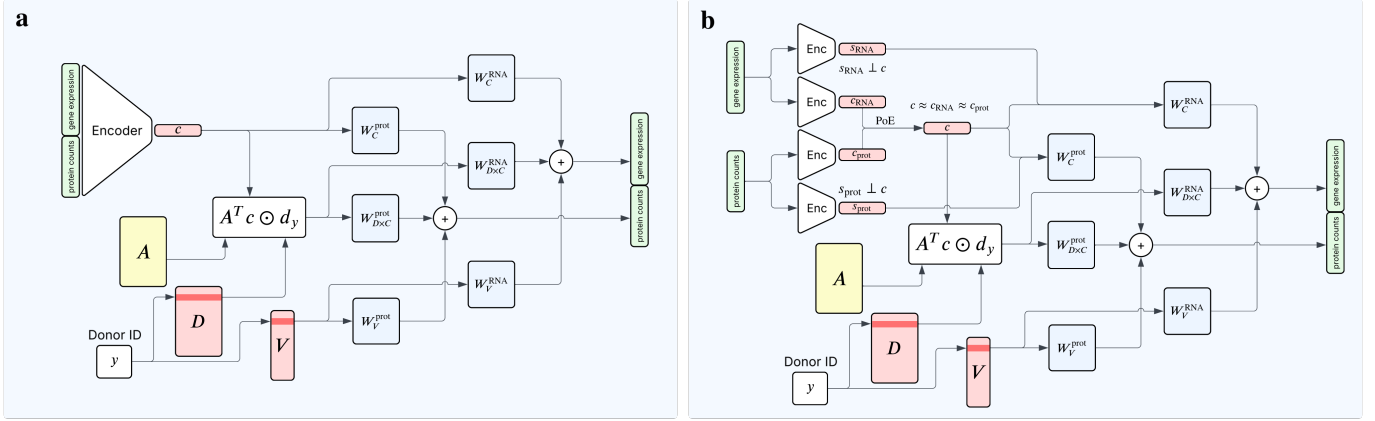 a
gene expression
protein counts
Encoder
c
W_C^RNA
W_C^prot
W_{D×C}^RNA
W_{D×C}^prot
A^T c ⊙ d_y
+
+
gene expression
protein counts
A
D
V
W_V^RNA
W_V^prot
Donor ID
y
b
gene expression
protein counts
Enc
s_RNA
s_RNA ⊥ c
Enc
c_RNA
c ≈ c_RNA ≈ c_prot
PoE
c
Enc
c_prot
s_prot ⊥ c
Enc
s_prot
W_C^RNA
W_C^prot
W_{D×C}^RNA
W_{D×C}^prot
A^T c ⊙ d_y
+
+
gene expression
protein counts
A
D
V
W_V^RNA
W_V^prot
Donor ID
y